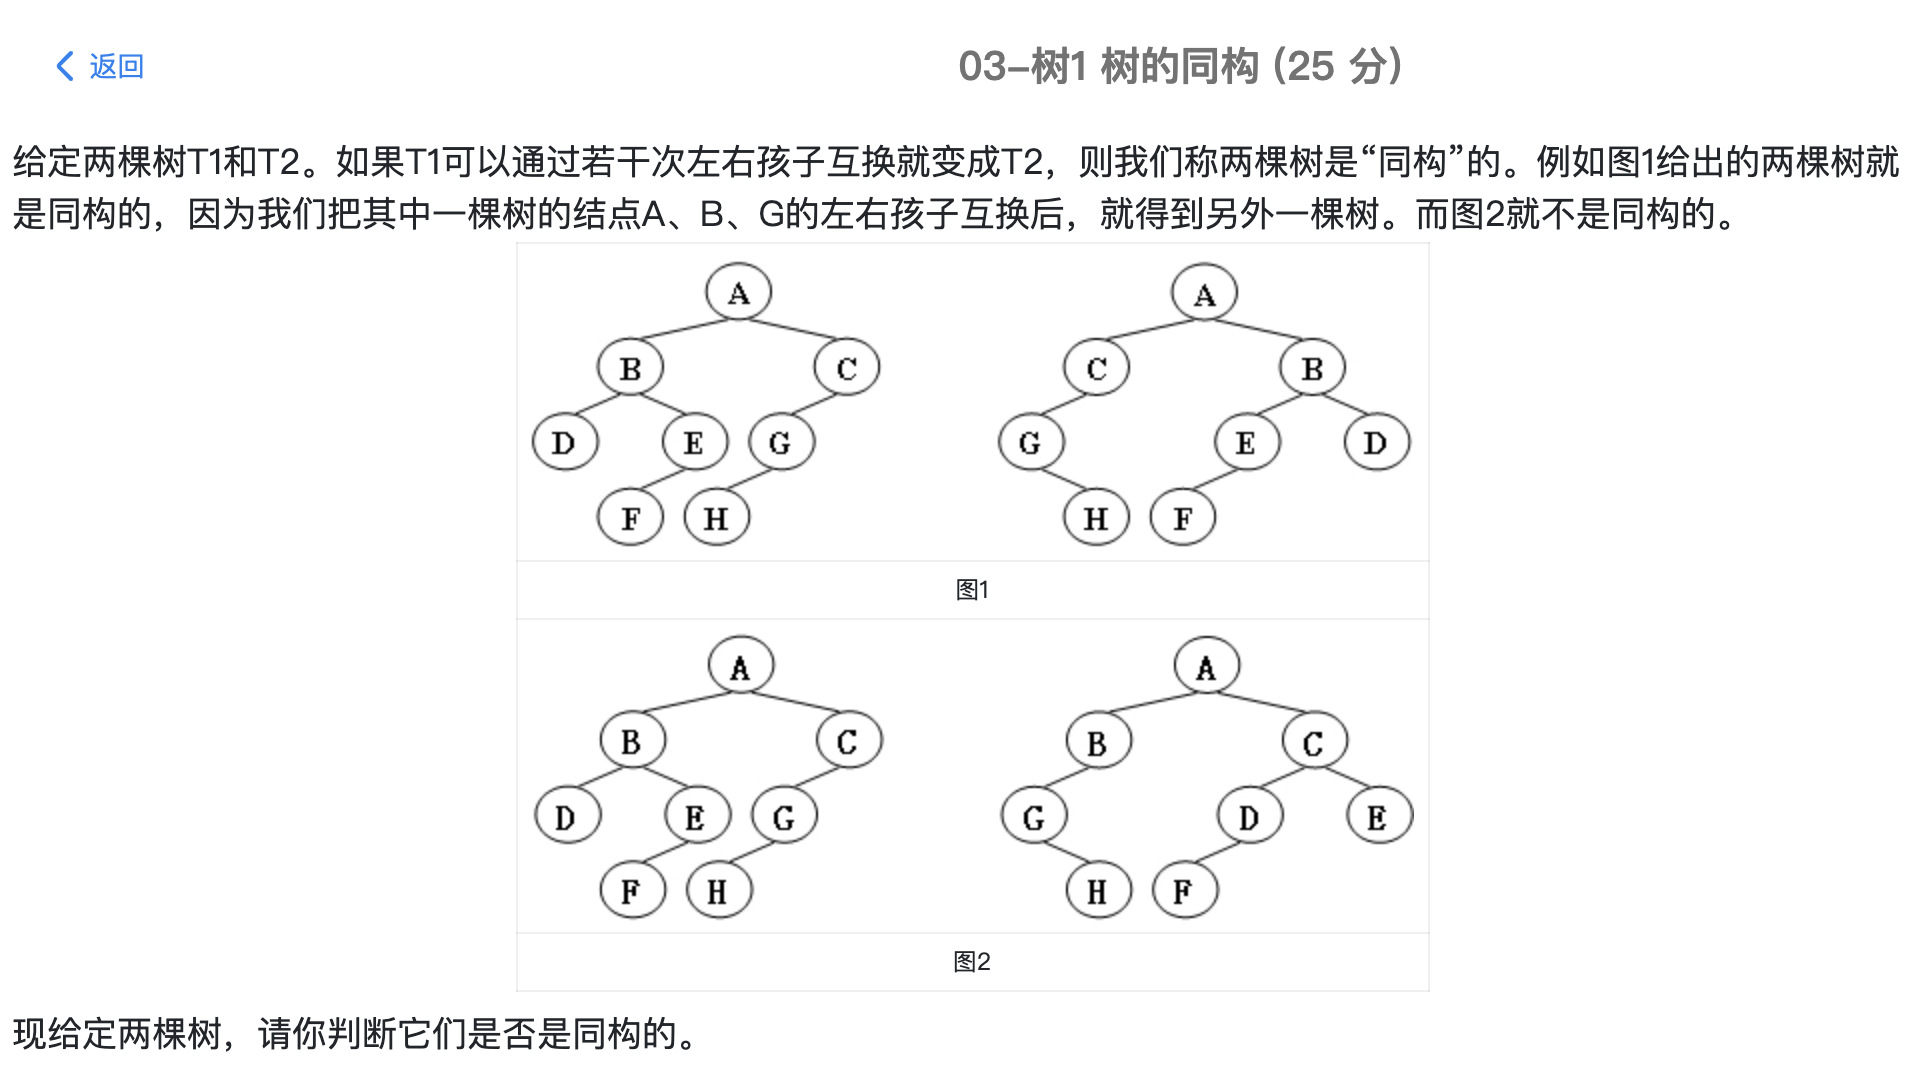 返回
03-树1 树的同构 (25 分)
给定两棵树T1和T2。如果T1可以通过若干次左右孩子互换就变成T2，则我们称两棵树是“同构”的。例如图1给出的两棵树就
是同构的，因为我们把其中一棵树的结点A、B、G的左右孩子互换后，就得到另外一棵树。而图2就不是同构的。
A A
B C C B
D E G G E D
F H H F
图1
A A
B C B C
D E G G D E
F H H F
图2
现给定两棵树，请你判断它们是否是同构的。